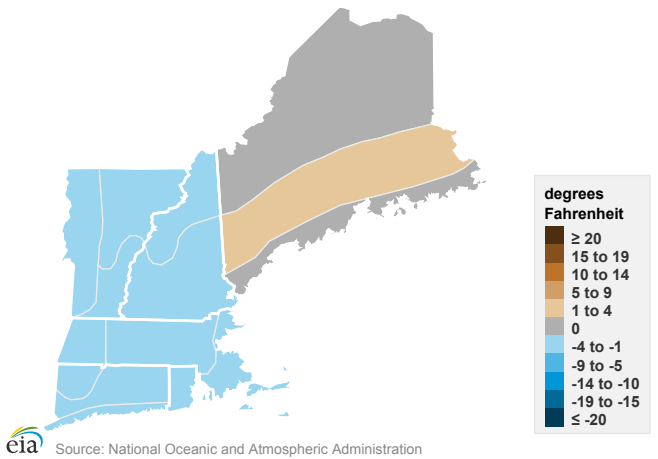 degrees
Fahrenheit
≥ 20
15 to 19
10 to 14
5 to 9
1 to 4
0
-4 to -1
-9 to -5
-14 to -10
-19 to -15
≤ -20
eia
Source: National Oceanic and Atmospheric Administration